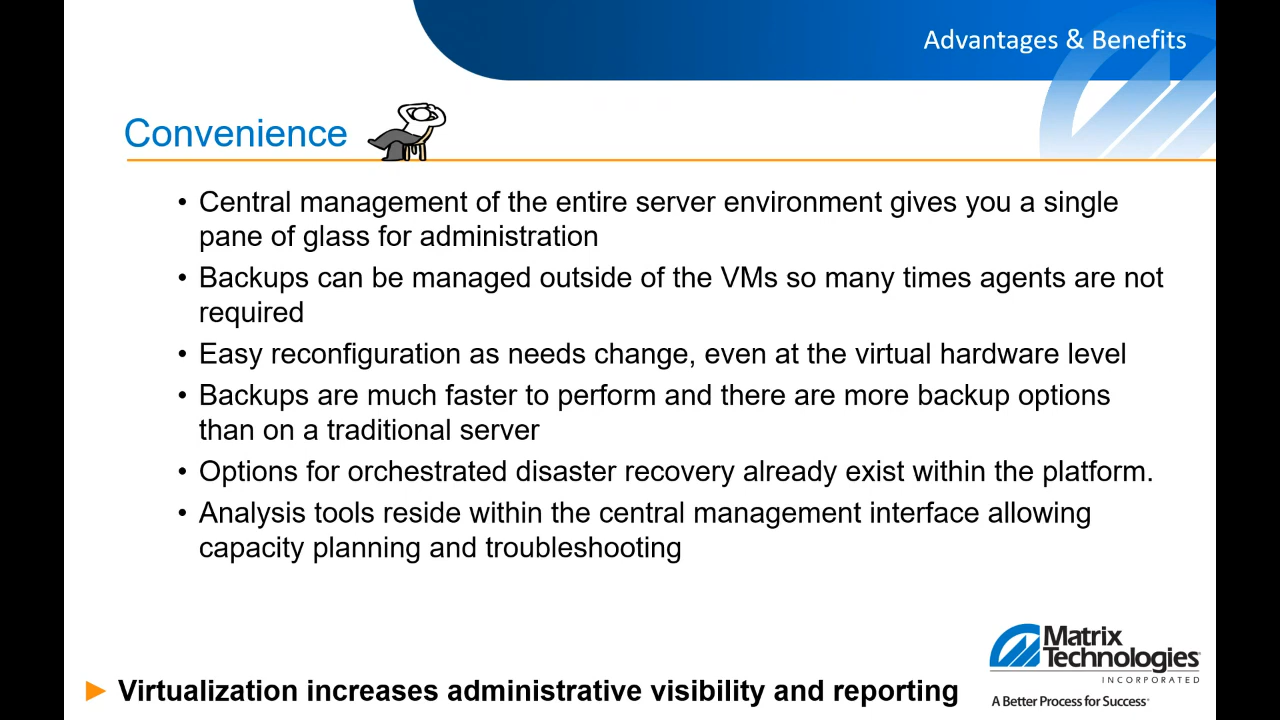 Advantages & Benefits
Convenience
• Central management of the entire server environment gives you a single
pane of glass for administration
• Backups can be managed outside of the VMs so many times agents are not
required
• Easy reconfiguration as needs change, even at the virtual hardware level
• Backups are much faster to perform and there are more backup options
than on a traditional server
• Options for orchestrated disaster recovery already exist within the platform.
• Analysis tools reside within the central management interface allowing
capacity planning and troubleshooting
Matrix
Technologies
INCORPORATED
A Better Process for Success
► Virtualization increases administrative visibility and reporting